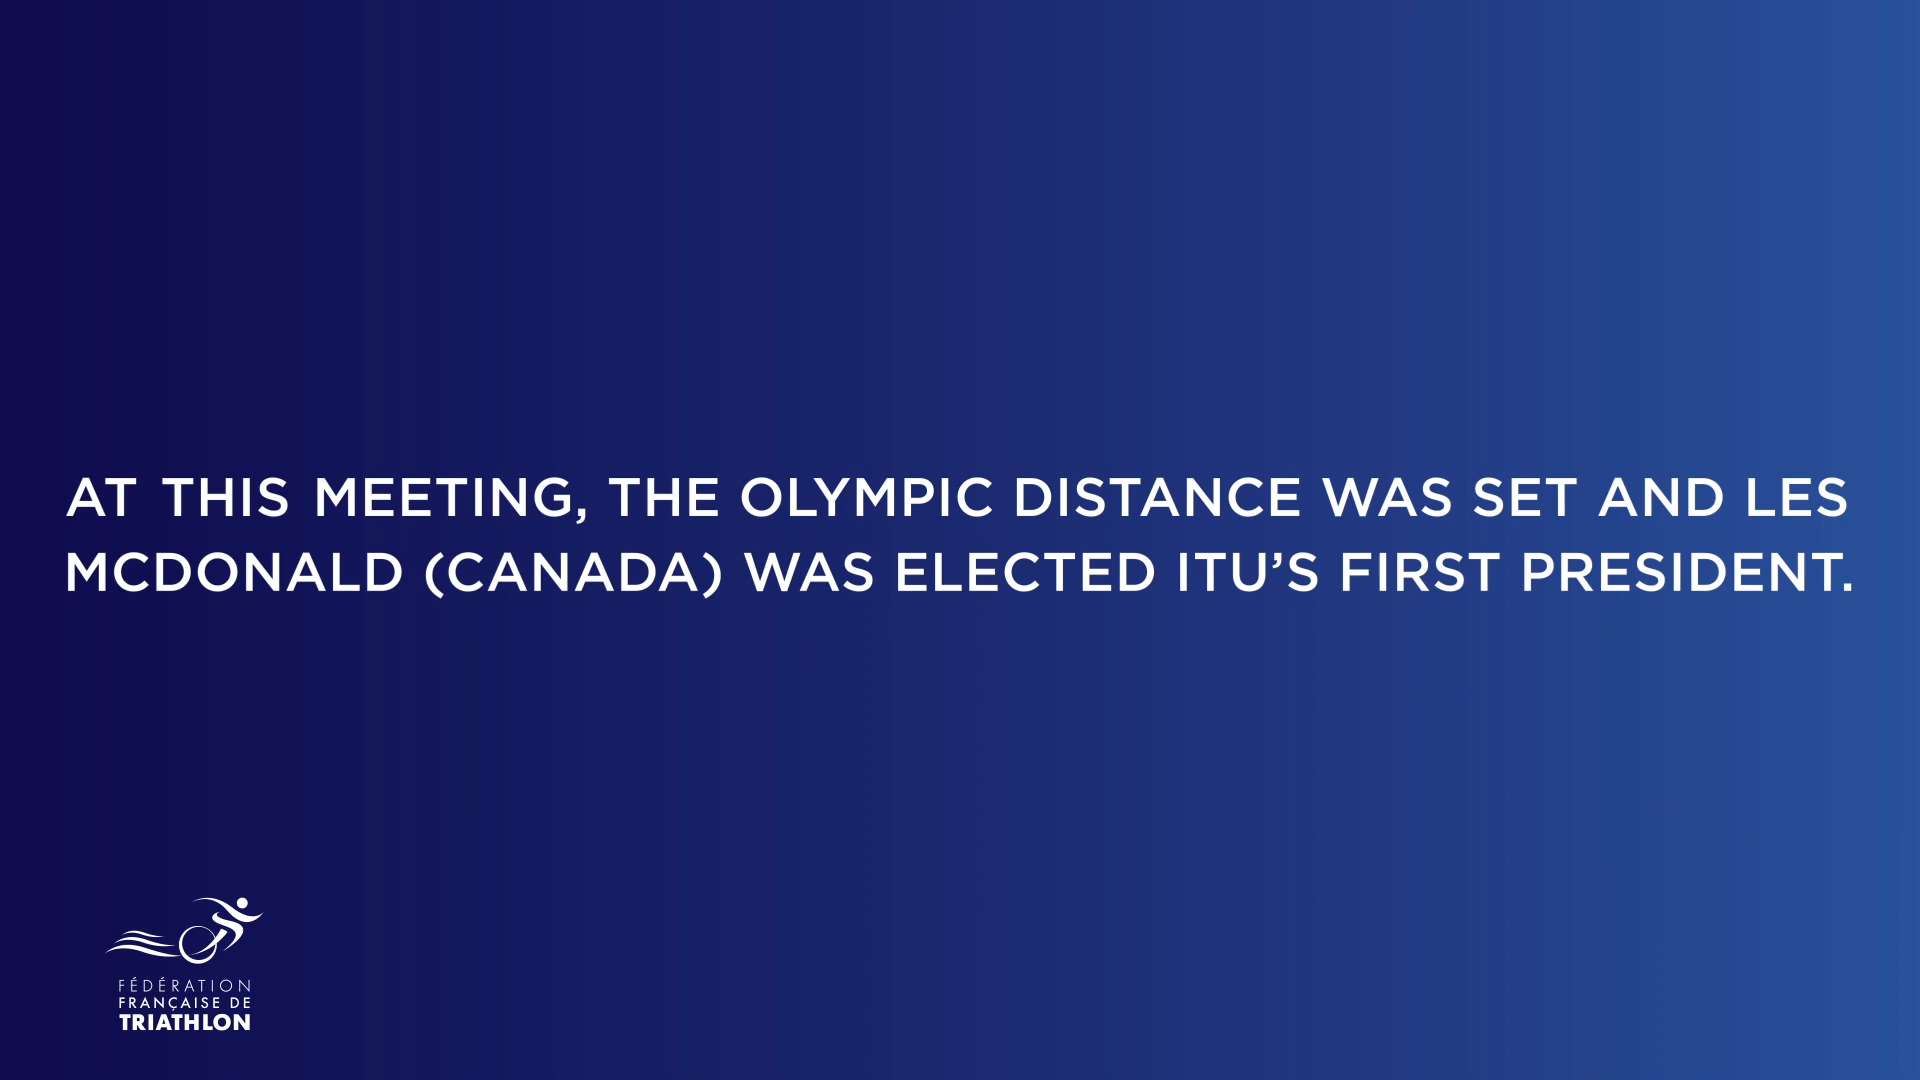 AT THIS MEETING, THE OLYMPIC DISTANCE WAS SET AND LES
MCDONALD (CANADA) WAS ELECTED ITU’S FIRST PRESIDENT.
FÉDÉRATION
FRANÇAISE DE
TRIATHLON